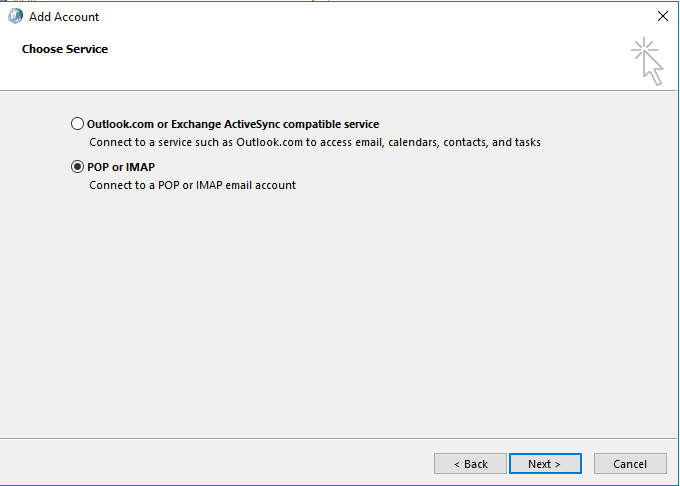 Add Account
Choose Service
Outlook.com or Exchange ActiveSync compatible service
Connect to a service such as Outlook.com to access email, calendars, contacts, and tasks
POP or IMAP
Connect to a POP or IMAP email account
< Back
Next >
Cancel